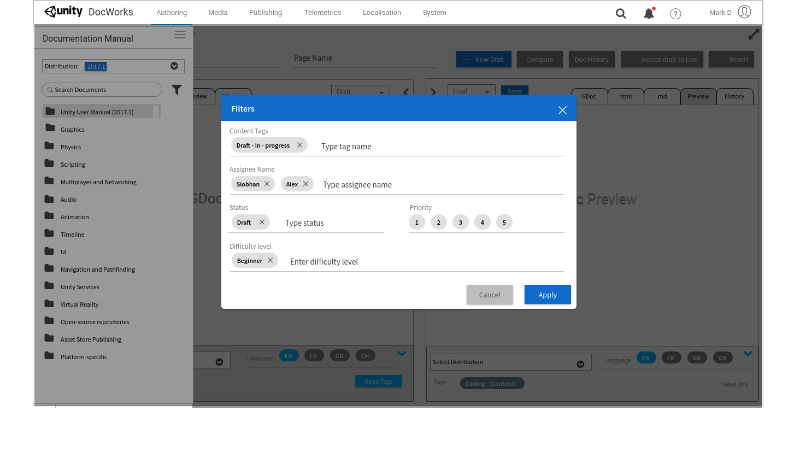 unity DocWorks Authoring Media Publishing Telemetrics Localisation System Mark D
Documentation Manual
Distribution: 2017.1
Search Documents
Unity User Manual (2017.1)
Graphics
Physics
Scripting
Multiplayer and Networking
Audio
Animation
Timeline
UI
Navigation and Pathfinding
Unity Services
Virtual Reality
Open-source repositories
Asset Store Publishing
Platform-specific
Page Name
+ New Draft Compare Doc History Accept draft to Live Revert
Draft Final Reset
GDoc html .md Preview History
Filters
Content Tags
Draft - in - progress Type tag name
Assignee Name
Siobhan Alex Type assignee name
Status Priority
Draft Type status 1 2 3 4 5
Difficulty level
Beginner Enter difficulty level
Cancel Apply
Preview
Language EN FR GR CH
Open Tags
Select Distribution Language EN FR GR CH
Tags Coding (Content) *Read Only